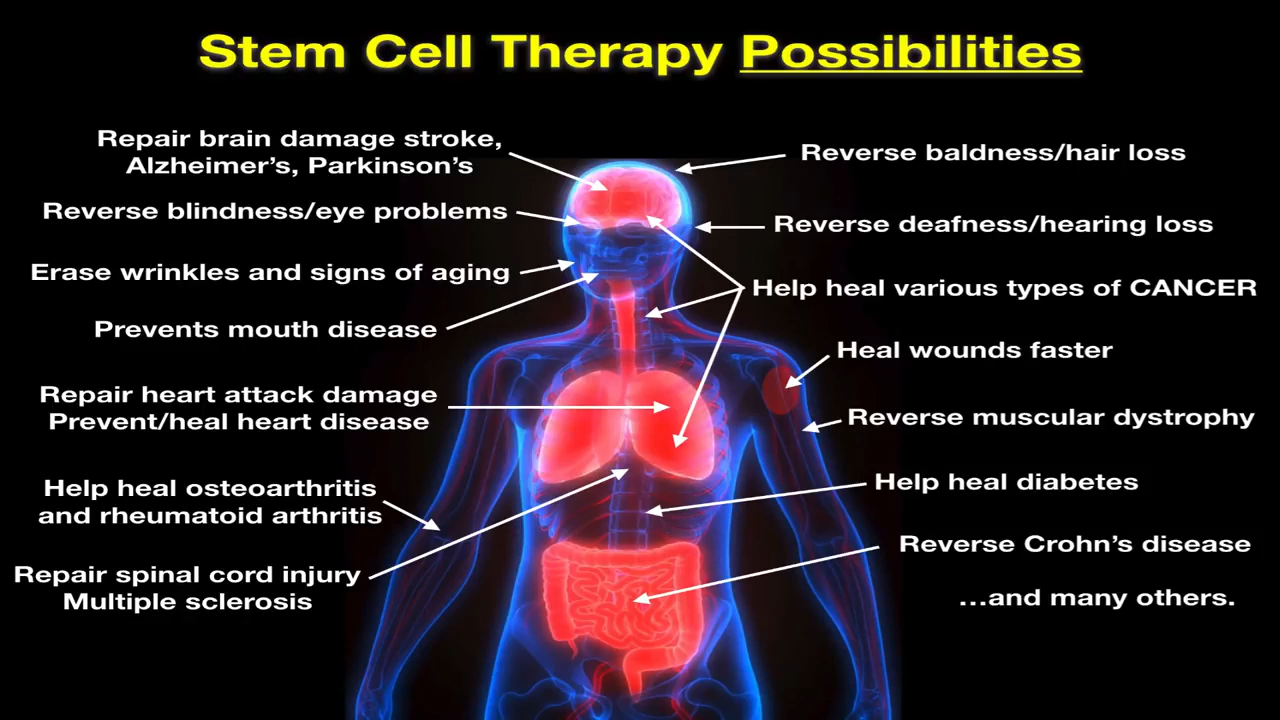 Stem Cell Therapy Possibilities
Repair brain damage stroke,
Alzheimer’s, Parkinson’s
Reverse blindness/eye problems
Erase wrinkles and signs of aging
Prevents mouth disease
Repair heart attack damage
Prevent/heal heart disease
Help heal osteoarthritis
and rheumatoid arthritis
Repair spinal cord injury
Multiple sclerosis
Reverse baldness/hair loss
Reverse deafness/hearing loss
Help heal various types of CANCER
Heal wounds faster
Reverse muscular dystrophy
Help heal diabetes
Reverse Crohn’s disease
...and many others.